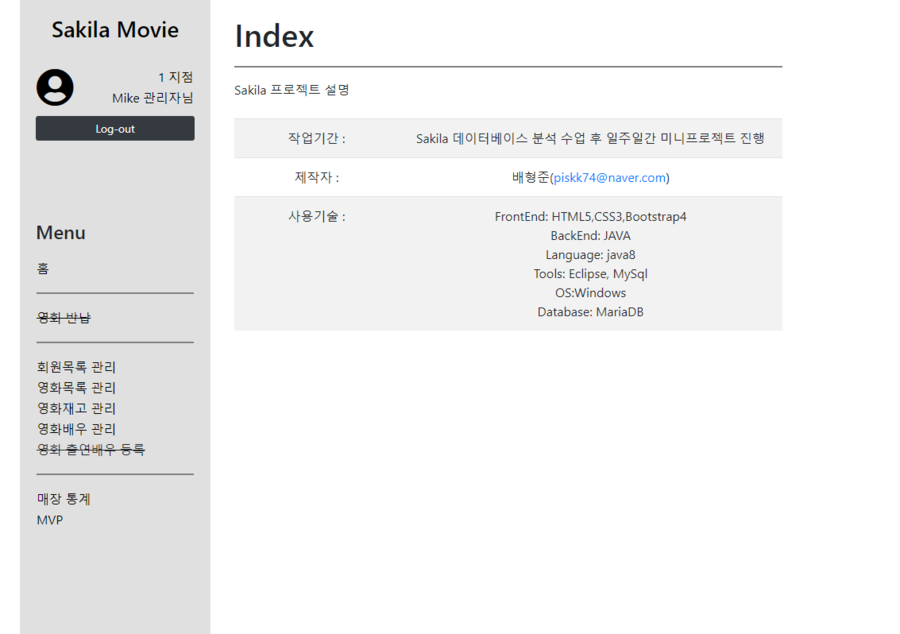 Sakila Movie
1 지점
Mike 관리자님
Log-out
Menu
홈
영화 반납
회원목록 관리
영화목록 관리
영화재고 관리
영화배우 관리
영화 출연배우 등록
매장 통계
MVP
Index
Sakila 프로젝트 설명
작업기간 : Sakila 데이터베이스 분석 수업 후 일주일간 미니프로젝트 진행
제작자 : 배형준(piskk74@naver.com)
사용기술 : FrontEnd: HTML5,CSS3,Bootstrap4
BackEnd: JAVA
Language: java8
Tools: Eclipse, MySql
OS:Windows
Database: MariaDB